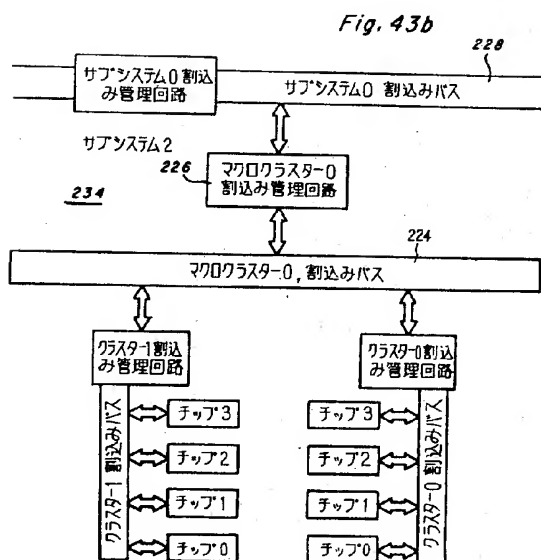 Fig. 43b
228
サブシステム0 割込
み管理回路
サブシステム0 割込みバス
サブシステム2
226
マクロクラスター0
割込み管理回路
234
224
マクロクラスター0, 割込みバス
クラスター1 割込
み管理回路
クラスター0 割込
み管理回路
クラスター1 割込みバス
チップ3
チップ2
チップ1
チップ0
チップ3
チップ2
チップ1
チップ0
クラスター0 割込みバス